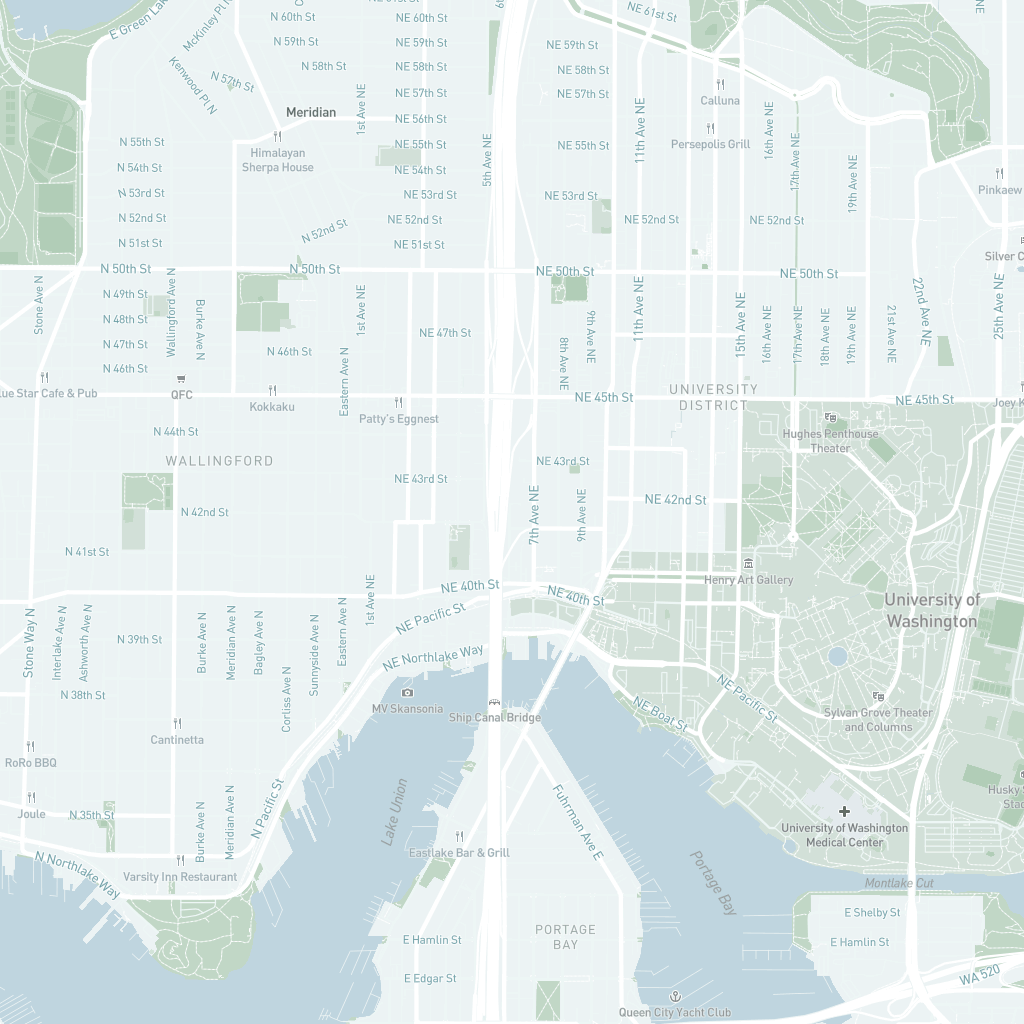 E Green Lak
McKinley Pl N
N 60th St
N 59th St
N 58th St
N 57th St
Kenwood Pl N
NE 60th St
NE 59th St
NE 58th St
NE 57th St
NE 56th St
NE 55th St
NE 54th St
NE 53rd St
NE 52nd St
NE 51st St
NE 61st St
NE 59th St
NE 58th St
NE 57th St
NE 55th St
NE 53rd St
NE 52nd St
NE 52nd St
Meridian
Himalayan
Sherpa House
1st Ave NE
5th Ave NE
11th Ave NE
16th Ave NE
17th Ave NE
19th Ave NE
Calluna
Persepolis Grill
Pinkaew
Silver C
NE
N 55th St
N 54th St
N 53rd St
N 52nd St
N 51st St
N 52nd St
N 50th St
N 50th St
NE 50th St
NE 50th St
N 49th St
N 48th St
N 47th St
N 46th St
Stone Ave N
Wallingford Ave N
Burke Ave N
N 46th St
1st Ave NE
Eastern Ave N
NE 47th St
8th Ave NE
9th Ave NE
11th Ave NE
15th Ave NE
16th Ave NE
17th Ave NE
18th Ave NE
19th Ave NE
21st Ave NE
22nd Ave NE
25th Ave NE
lue Star Cafe & Pub
QFC
Kokkaku
Patty's Eggnest
NE 45th St
NE 45th St
UNIVERSITY
DISTRICT
Joey K
Hughes Penthouse
Theater
N 44th St
WALLINGFORD
NE 43rd St
NE 43rd St
N 42nd St
NE 42nd St
7th Ave NE
9th Ave NE
N 41st St
Henry Art Gallery
University of
Washington
NE 40th St
NE 40th St
1st Ave NE
NE Pacific St
NE Northlake Way
Stone Way N
Interlake Ave N
Ashworth Ave N
N 39th St
Burke Ave N
Meridian Ave N
Bagley Ave N
Corliss Ave N
Sunnyside Ave N
Eastern Ave N
N 38th St
MV Skansonia
Ship Canal Bridge
NE Boat St
NE Pacific St
Sylvan Grove Theater
and Columns
Cantinetta
RoRo BBQ
Joule
N 35th St
Burke Ave N
Meridian Ave N
N Pacific St
Lake Union
Fuhrman Ave E
Husky S
Stad
University of Washington
Medical Center
Eastlake Bar & Grill
N Northlake Way
Varsity Inn Restaurant
Portage Bay
Montlake Cut
E Shelby St
E Hamlin St
E Hamlin St
E Edgar St
PORTAGE
BAY
WA 520
Queen City Yacht Club